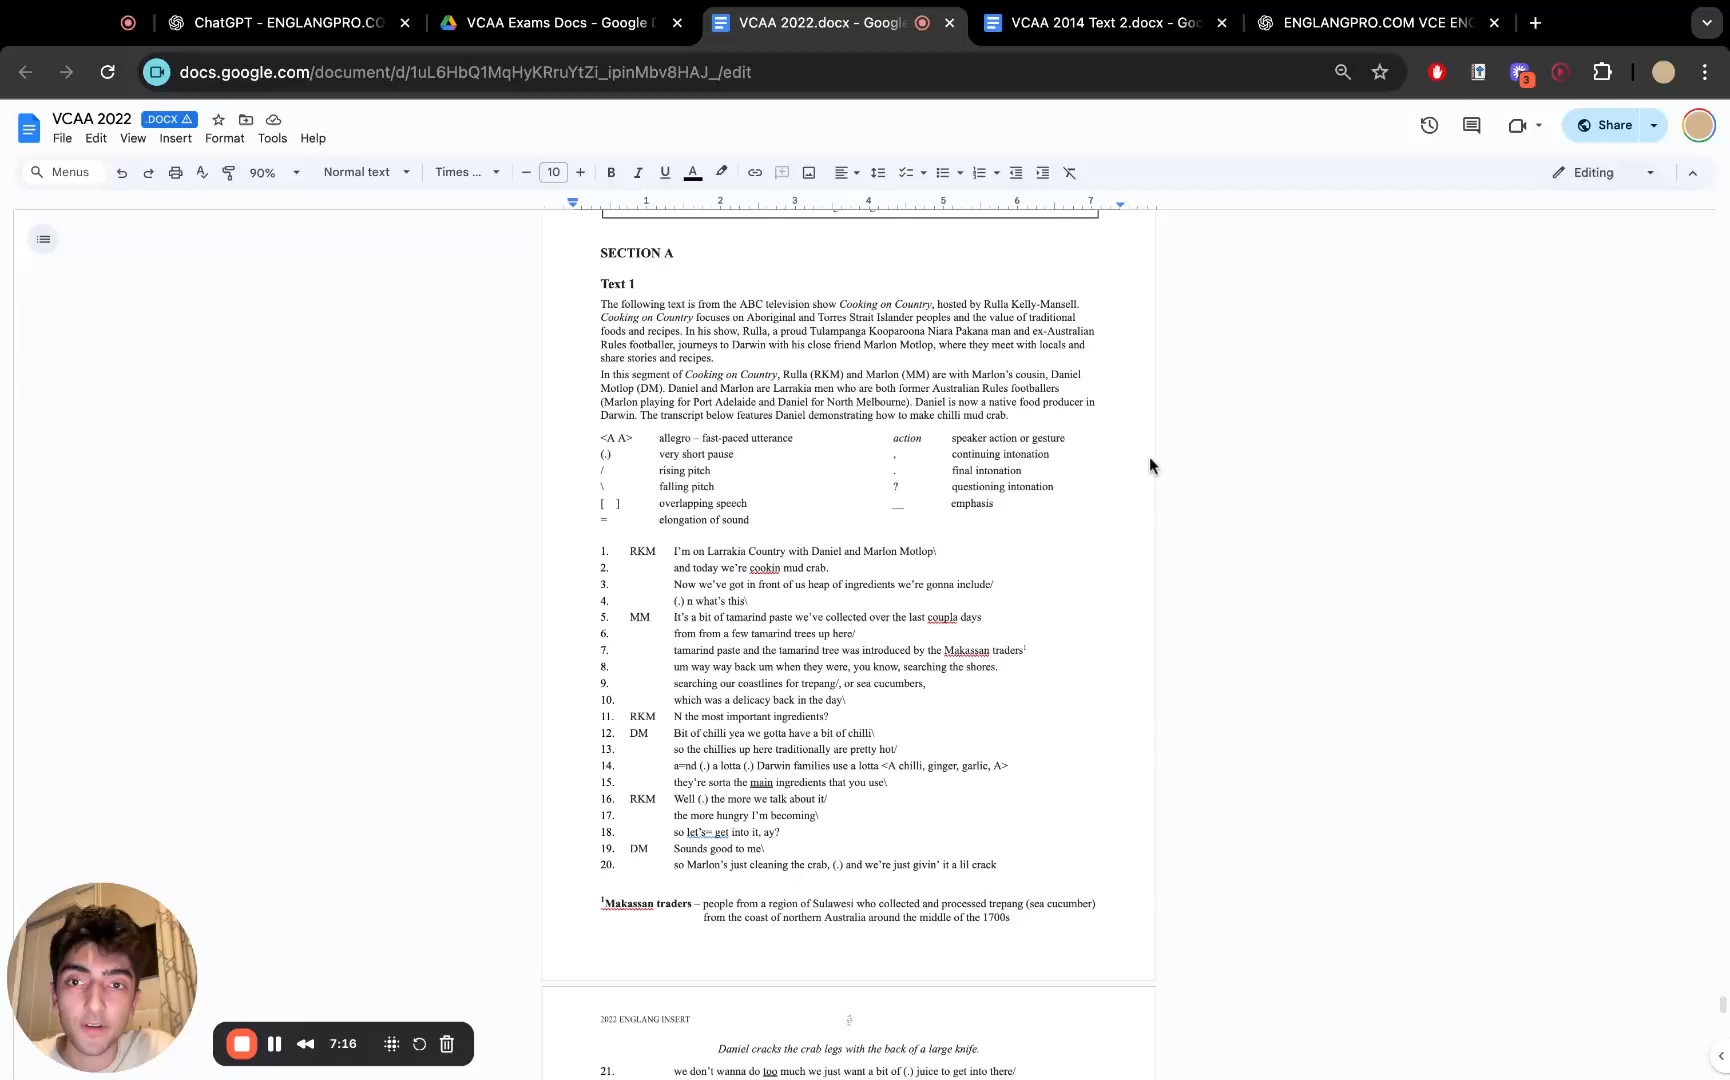 ChatGPT - ENGLANGPRO.CO
VCAA Exams Docs - Google D
VCAA 2022.docx - Google
VCAA 2014 Text 2.docx - Goo
ENGLANGPRO.COM VCE ENG
docs.google.com/document/d/1uL6HbQ1MqHyKRruYtZi_ipinMbv8HAJ_/edit
3
VCAA 2022 .DOCX
File Edit View Insert Format Tools Help
Share
Menus 90% Normal text Times ... 10 Editing
1 2 3 4 5 6 7
SECTION A
Text 1
The following text is from the ABC television show Cooking on Country, hosted by Rulla Kelly-Mansell.
Cooking on Country focuses on Aboriginal and Torres Strait Islander peoples and the value of traditional
foods and recipes. In his show, Rulla, a proud Tulampanga Kooparoona Niara Pakana man and ex-Australian
Rules footballer, journeys to Darwin with his close friend Marlon Motlop, where they meet with locals and
share stories and recipes.
In this segment of Cooking on Country, Rulla (RKM) and Marlon (MM) are with Marlon's cousin, Daniel
Motlop (DM). Daniel and Marlon are Larrakia men who are both former Australian Rules footballers
(Marlon playing for Port Adelaide and Daniel for North Melbourne). Daniel is now a native food producer in
Darwin. The transcript below features Daniel demonstrating how to make chilli mud crab.
<A A> allegro – fast-paced utterance action speaker action or gesture
(.) very short pause , continuing intonation
/ rising pitch . final intonation
\ falling pitch ? questioning intonation
[ ] overlapping speech __ emphasis
= elongation of sound
1. RKM I'm on Larrakia Country with Daniel and Marlon Motlop\
2. and today we're cookin mud crab.
3. Now we've got in front of us heap of ingredients we're gonna include/
4. (.) n what's this\
5. MM It's a bit of tamarind paste we've collected over the last coupla days
6. from from a few tamarind trees up here/
7. tamarind paste and the tamarind tree was introduced by the Makassan traders¹
8. um way way back um when they were, you know, searching the shores.
9. searching our coastlines for trepang/, or sea cucumbers,
10. which was a delicacy back in the day\
11. RKM N the most important ingredients?
12. DM Bit of chilli yea we gotta have a bit of chilli\
13. so the chillies up here traditionally are pretty hot/
14. a=nd (.) a lotta (.) Darwin families use a lotta <A chilli, ginger, garlic, A>
15. they're sorta the main ingredients that you use\
16. RKM Well (.) the more we talk about it/
17. the more hungry I'm becoming\
18. so let's= get into it, ay?
19. DM Sounds good to me\
20. so Marlon's just cleaning the crab, (.) and we're just givin' it a lil crack
¹Makassan traders – people from a region of Sulawesi who collected and processed trepang (sea cucumber)
from the coast of northern Australia around the middle of the 1700s
2022 ENGLANG INSERT
Daniel cracks the crab legs with the back of a large knife.
21. we don't wanna do too much we just want a bit of (.) juice to get into there/
7:16